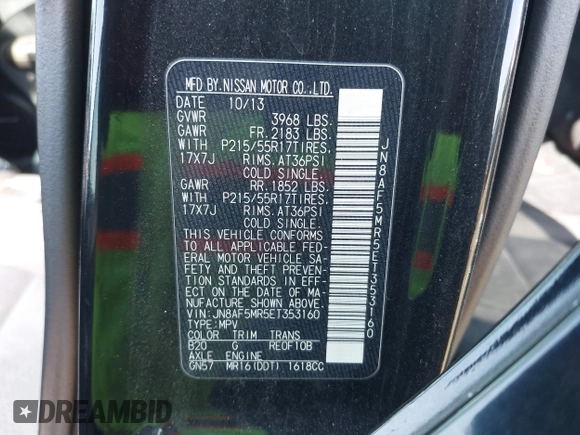 MFD BY.NISSAN MOTOR CO.,LTD.
DATE 10/13
GVWR 3968 LBS.
GAWR FR.2183 LBS.
WITH P215/55R17TIRES,
17X7J RIMS.AT36PSI
COLD SINGLE.
GAWR RR.1852 LBS.
WITH P215/55R17TIRES,
17X7J RIMS.AT36PSI
COLD SINGLE.
THIS VEHICLE CONFORMS
TO ALL APPLICABLE FED-
ERAL MOTOR VEHICLE SA-
FETY AND THEFT PREVEN-
TION STANDARDS IN EFF-
ECT ON THE DATE OF MA-
NUFACTURE SHOWN ABOVE.
VIN:JN8AF5MR5ET353160
TYPE:MPV
COLOR TRIM TRANS
B20 G RE0F10B
AXLE ENGINE
GN57 MR16(DDT) 1618CC
JN8AF5MR5ET353160
DREAMBID